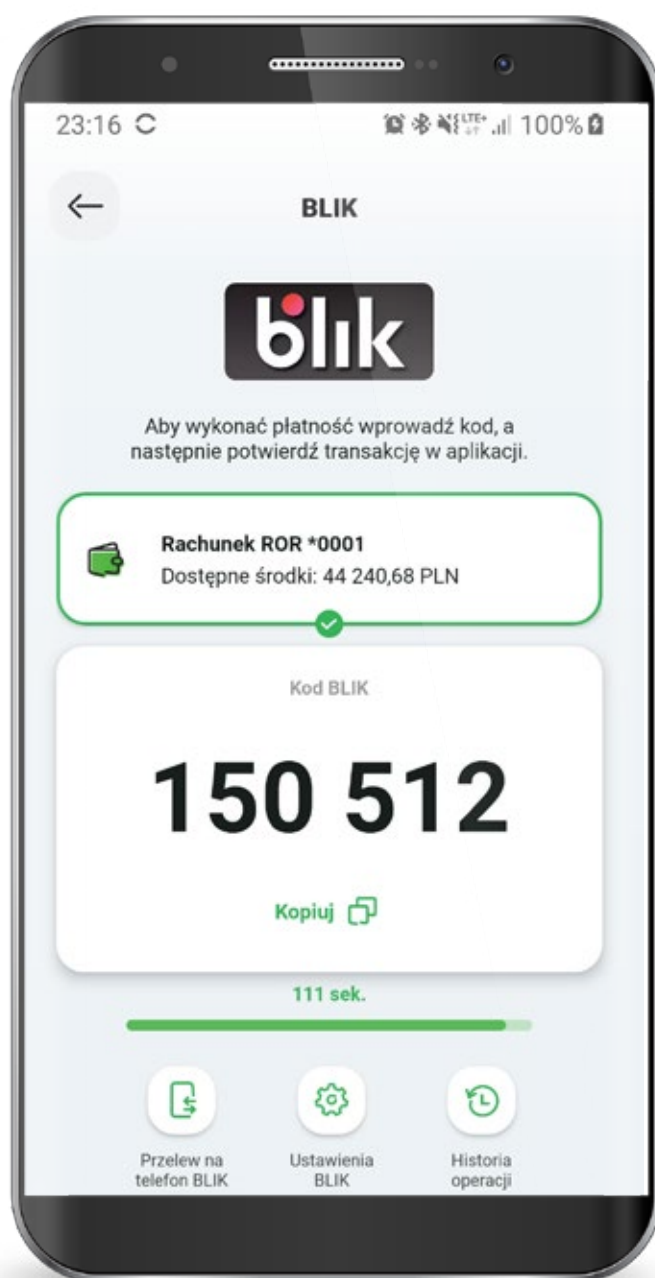 23:16
LTE+
100%
BLIK
blik
Aby wykonać płatność wprowadź kod, a
następnie potwierdź transakcję w aplikacji.
Rachunek ROR *0001
Dostępne środki: 44 240,68 PLN
Kod BLIK
150 512
Kopiuj
111 sek.
Przelew na
telefon BLIK
Ustawienia
BLIK
Historia
operacji